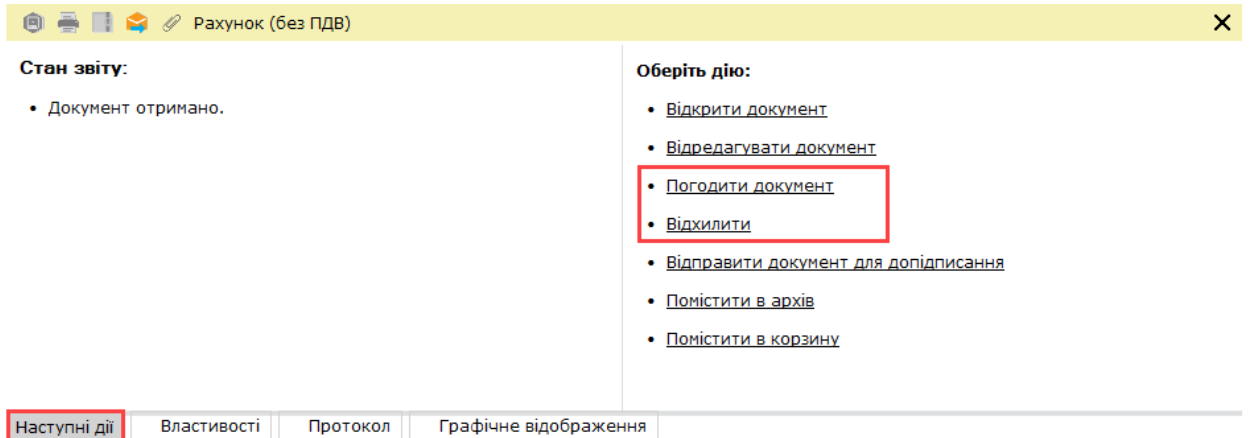 Рахунок (без ПДВ)
Стан звіту:
• Документ отримано.
Оберіть дію:
• Відкрити документ
• Відредагувати документ
• Погодити документ
• Відхилити
• Відправити документ для допідписання
• Помістити в архів
• Помістити в корзину
Наступні дії Властивості Протокол Графічне відображення